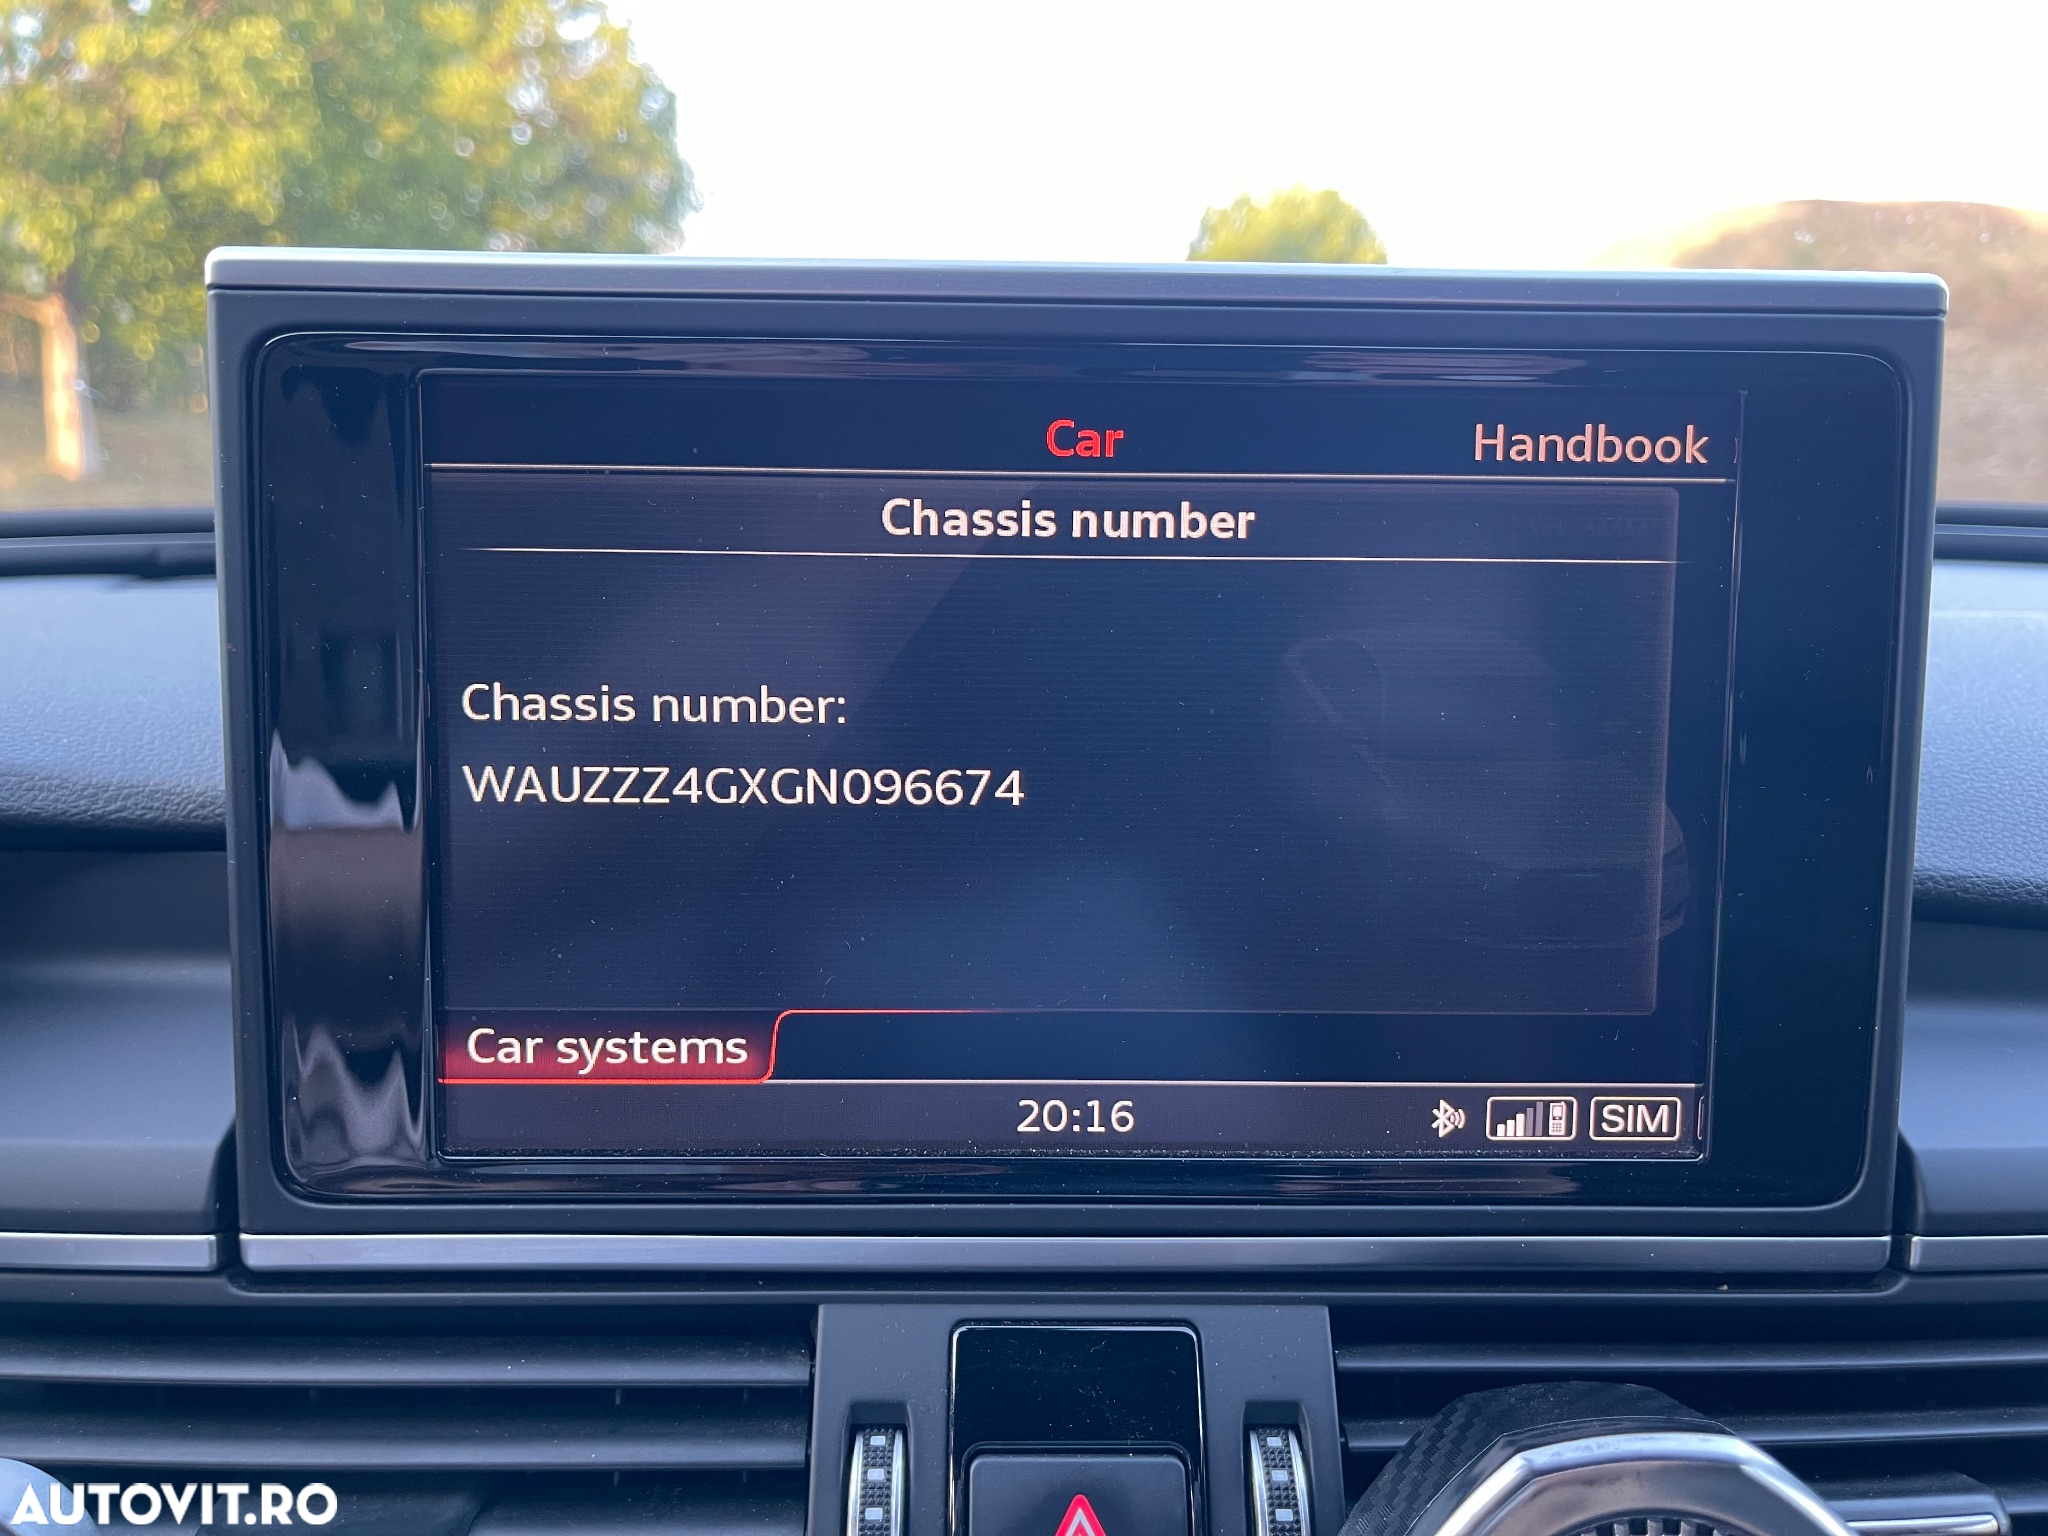 Car
Handbook
Chassis number
Chassis number:
WAUZZZ4GXGN096674
Car systems
20:16
SIM
AUTOVIT.RO